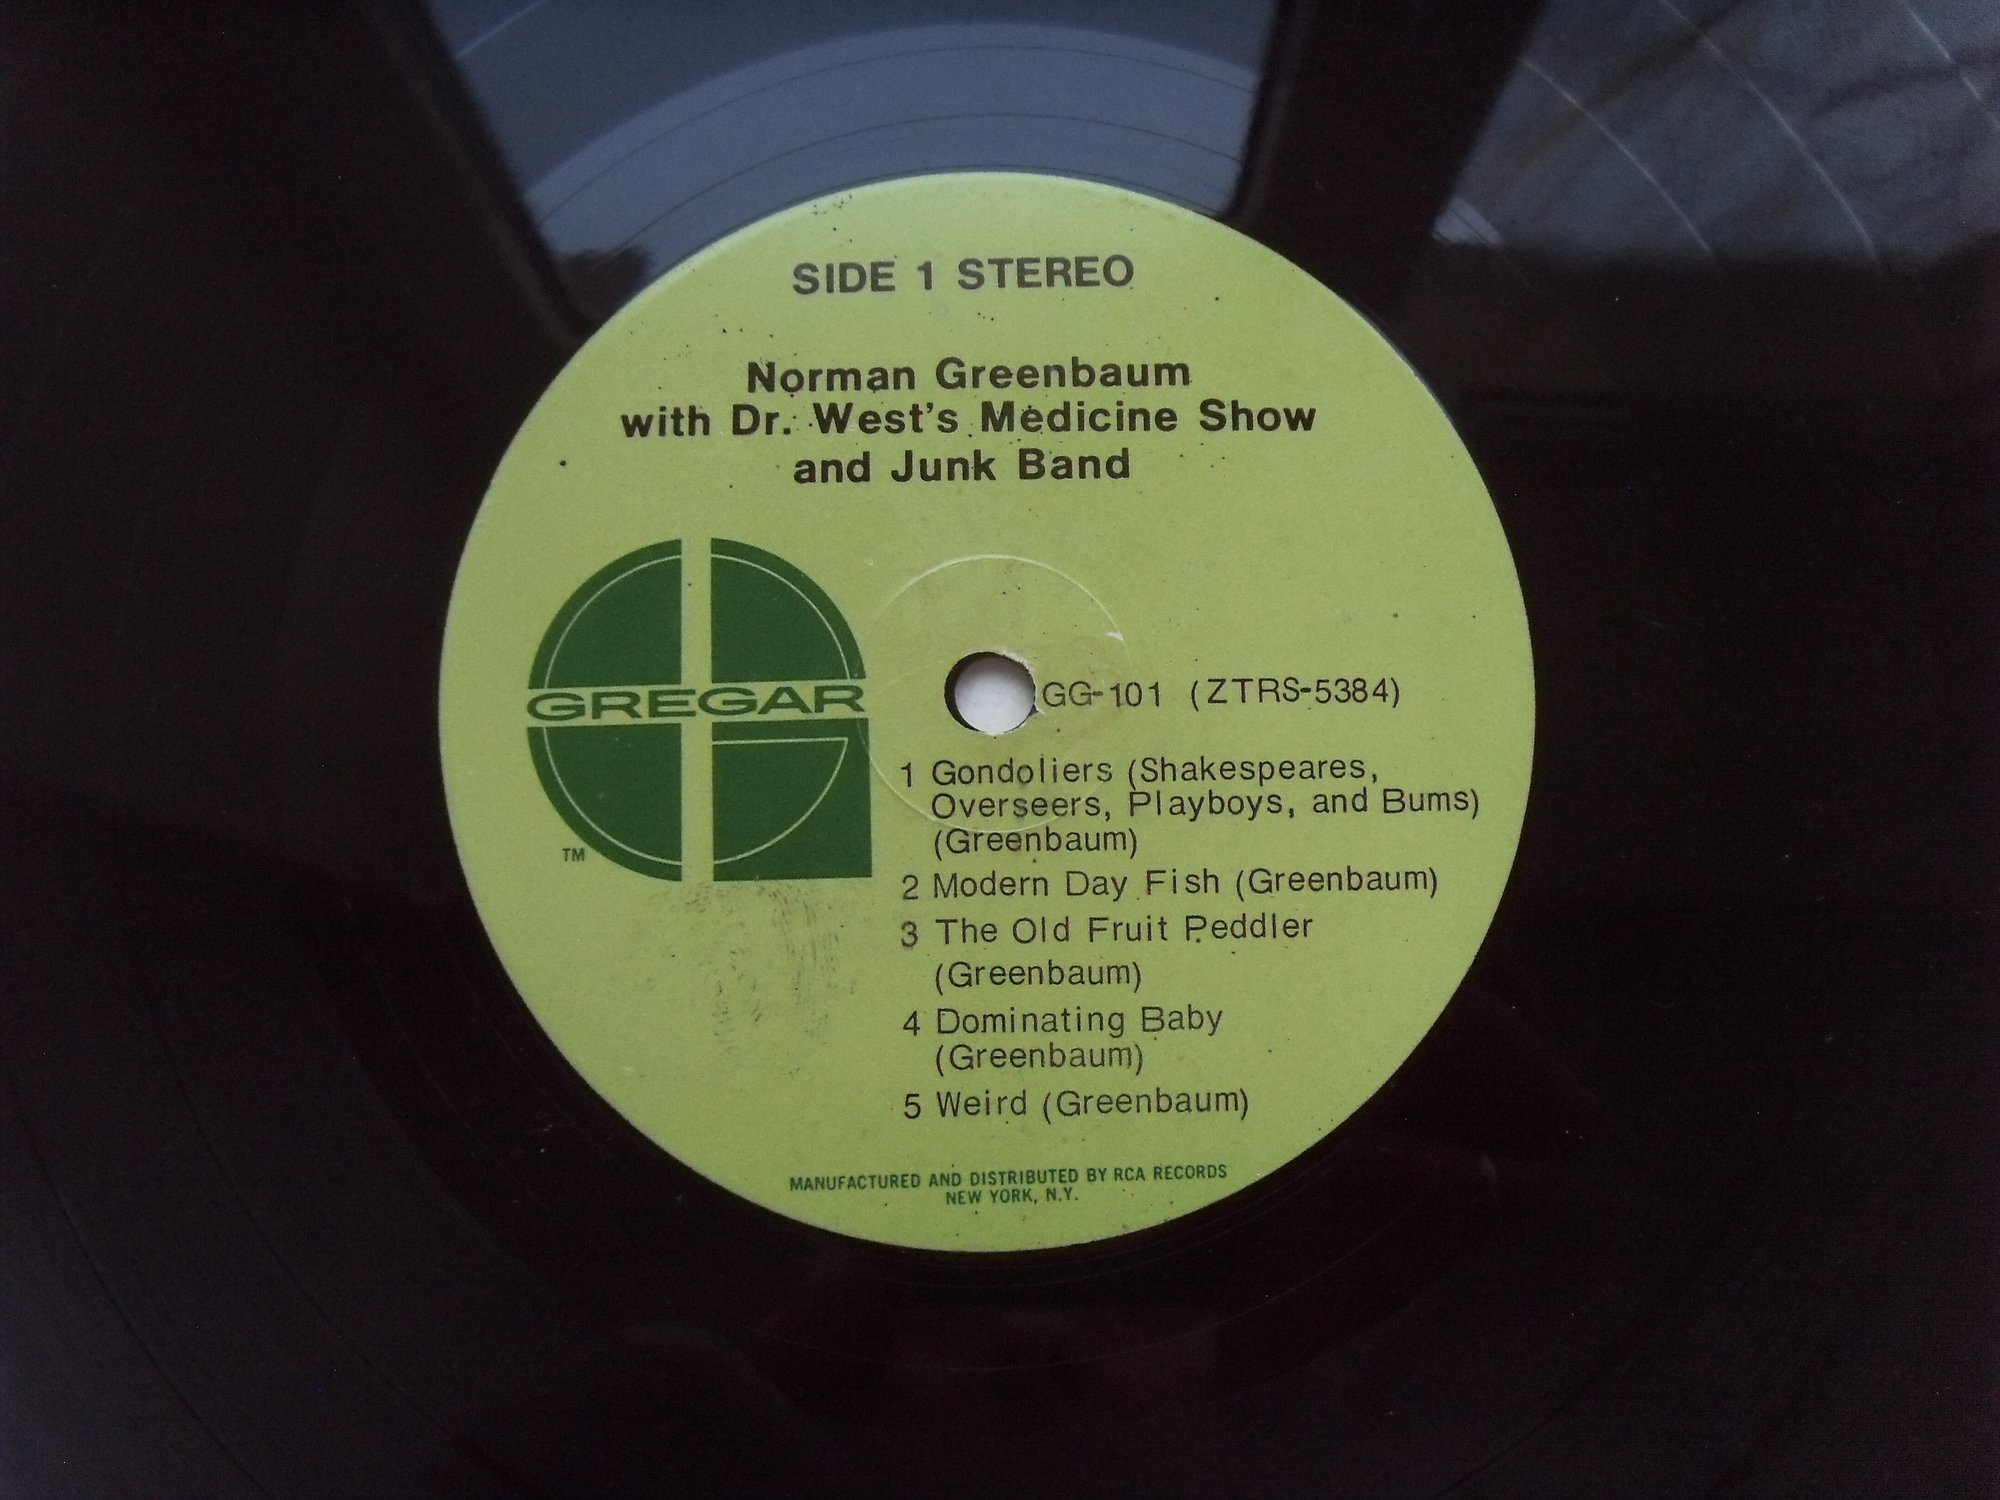 SIDE 1 STEREO
Norman Greenbaum
with Dr. West's Medicine Show
and Junk Band
GREGAR
TM
GG-101 (ZTRS-5384)
1 Gondoliers (Shakespeares,
Overseers, Playboys, and Bums)
(Greenbaum)
2 Modern Day Fish (Greenbaum)
3 The Old Fruit Peddler
(Greenbaum)
4 Dominating Baby
(Greenbaum)
5 Weird (Greenbaum)
MANUFACTURED AND DISTRIBUTED BY RCA RECORDS
NEW YORK, N.Y.